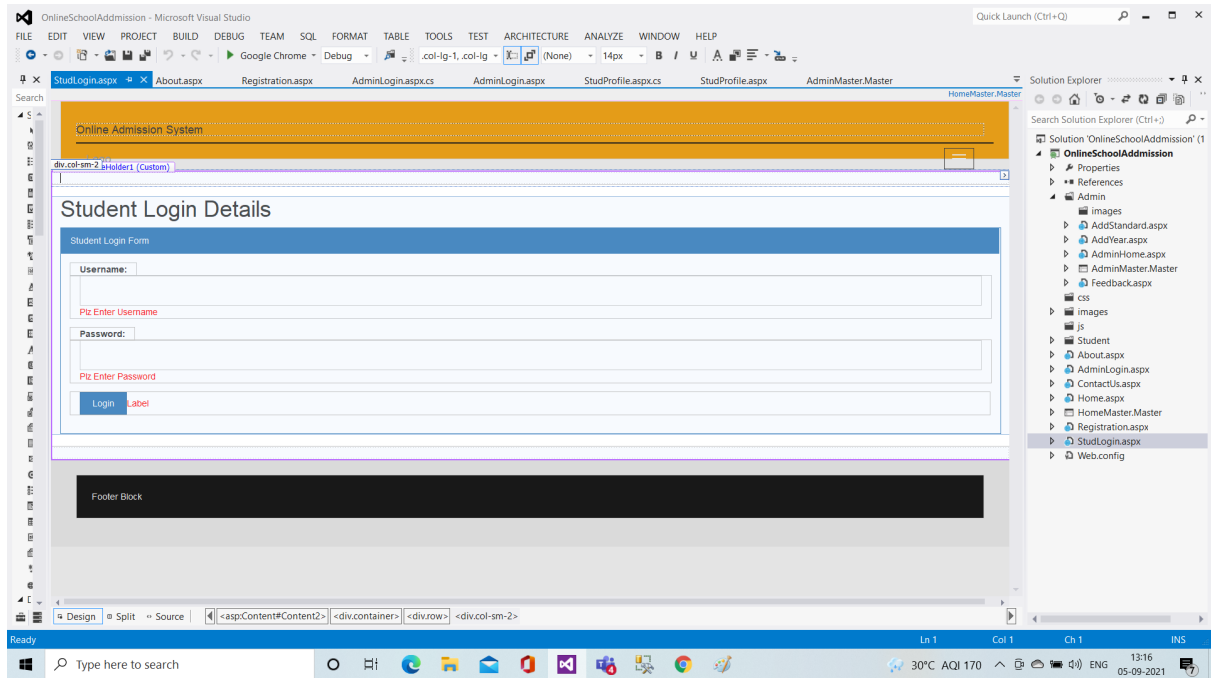 OnlineSchoolAddmission - Microsoft Visual Studio
Quick Launch (Ctrl+Q)
FILE EDIT VIEW PROJECT BUILD DEBUG TEAM SQL FORMAT TABLE TOOLS TEST ARCHITECTURE ANALYZE WINDOW HELP
Google Chrome Debug .col-lg-1, .col-lg (None) 14px B I U A
StudLogin.aspx About.aspx Registration.aspx AdminLogin.aspx.cs AdminLogin.aspx StudProfile.aspx.cs StudProfile.aspx AdminMaster.Master
Search
HomeMaster.Master
Online Admission System
div.col-sm-2
eHolder1 (Custom)
Student Login Details
Student Login Form
Username:
Plz Enter Username
Password:
Plz Enter Password
Login Label
Footer Block
Design Split Source <asp:Content#Content2> <div.container> <div.row> <div.col-sm-2>
Solution Explorer
Search Solution Explorer (Ctrl+;)
Solution 'OnlineSchoolAddmission' (1
OnlineSchoolAddmission
Properties
References
Admin
images
AddStandard.aspx
AddYear.aspx
AdminHome.aspx
AdminMaster.Master
Feedback.aspx
css
images
js
Student
About.aspx
AdminLogin.aspx
ContactUs.aspx
Home.aspx
HomeMaster.Master
Registration.aspx
StudLogin.aspx
Web.config
Ready Ln 1 Col 1 Ch 1 INS
Type here to search
30°C AQI 170 ENG 13:16
05-09-2021
7